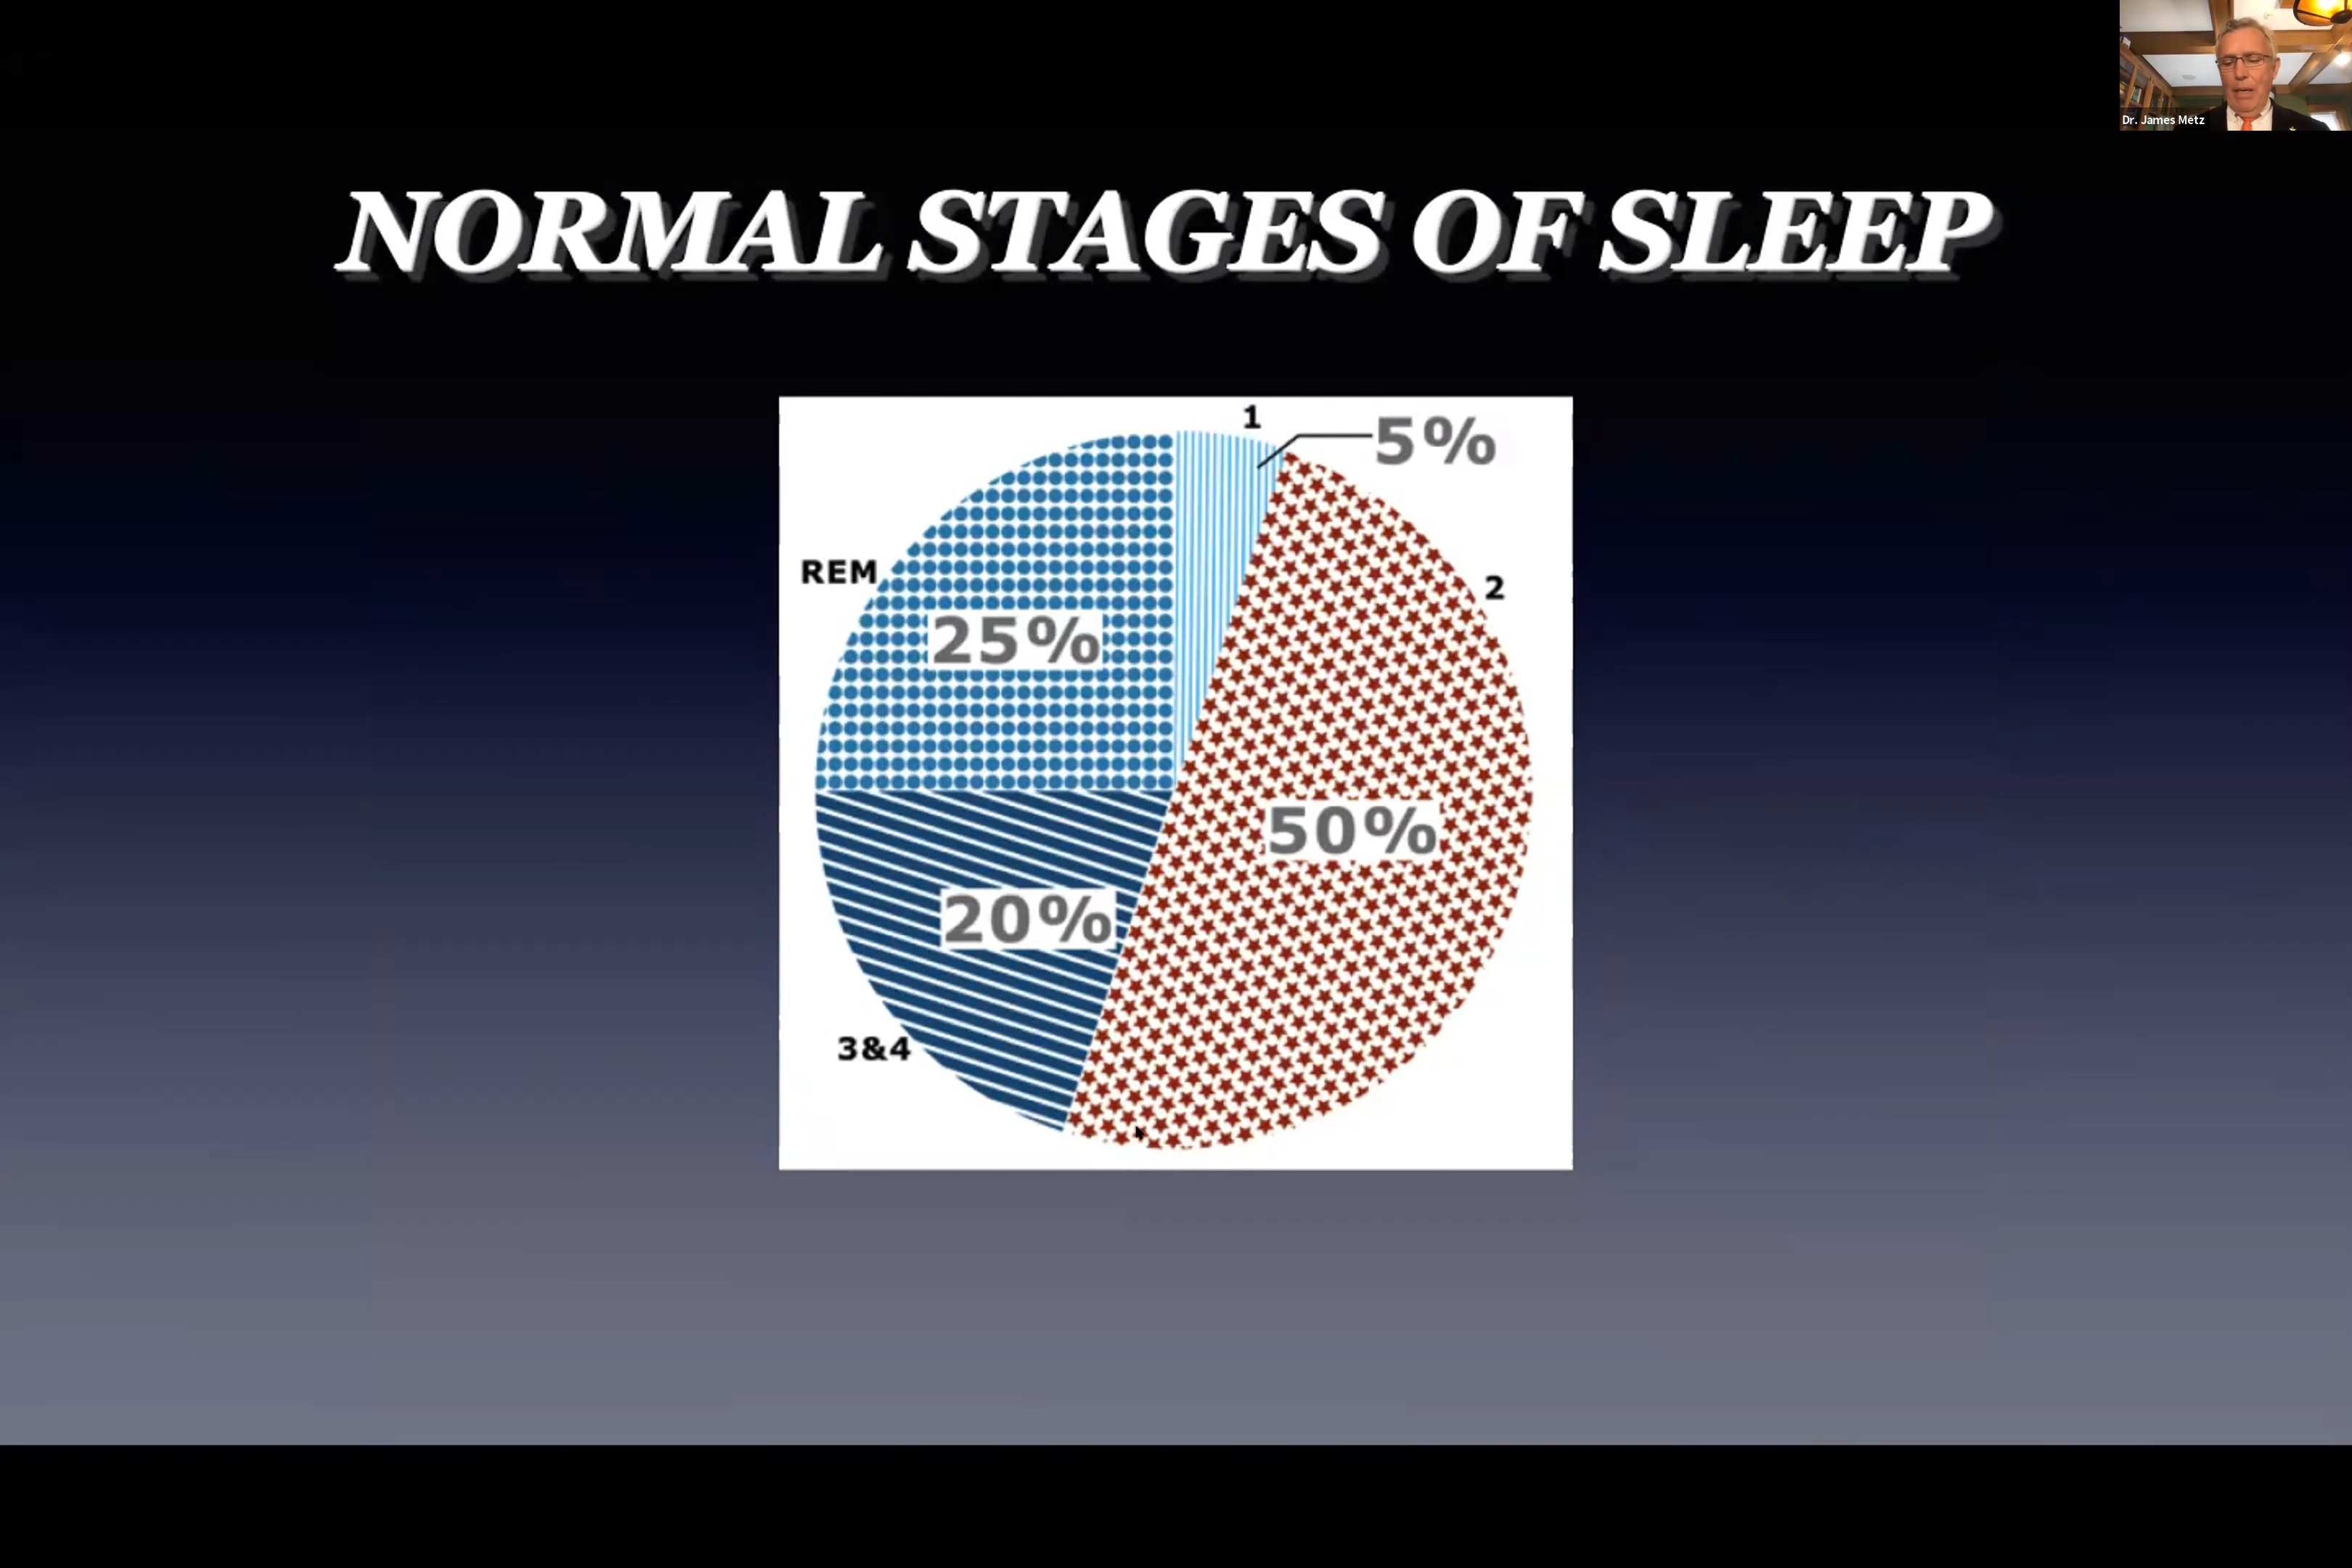 Dr. James Metz
NORMAL STAGES OF SLEEP
1
5%
REM
2
25%
50%
20%
3&4